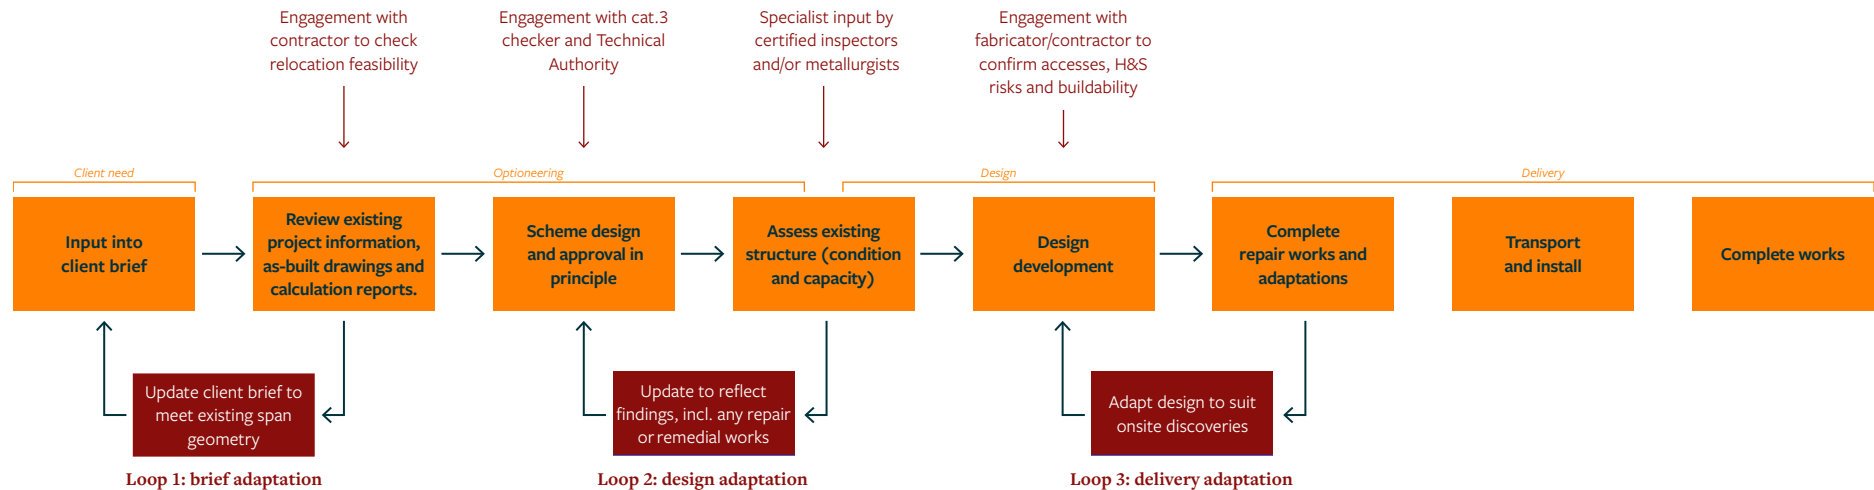 Engagement with
contractor to check
relocation feasibility
Engagement with cat.3
checker and Technical
Authority
Specialist input by
certified inspectors
and/or metallurgists
Engagement with
fabricator/contractor to
confirm accesses, H&S
risks and buildability
Client need
Optioneering
Design
Delivery
Input into
client brief
Review existing
project information,
as-built drawings and
calculation reports.
Scheme design
and approval in
principle
Assess existing
structure (condition
and capacity)
Design
development
Complete
repair works and
adaptations
Transport
and install
Complete works
Update client brief to
meet existing span
geometry
Update to reflect
findings, incl. any repair
or remedial works
Adapt design to suit
onsite discoveries
Loop 1: brief adaptation
Loop 2: design adaptation
Loop 3: delivery adaptation